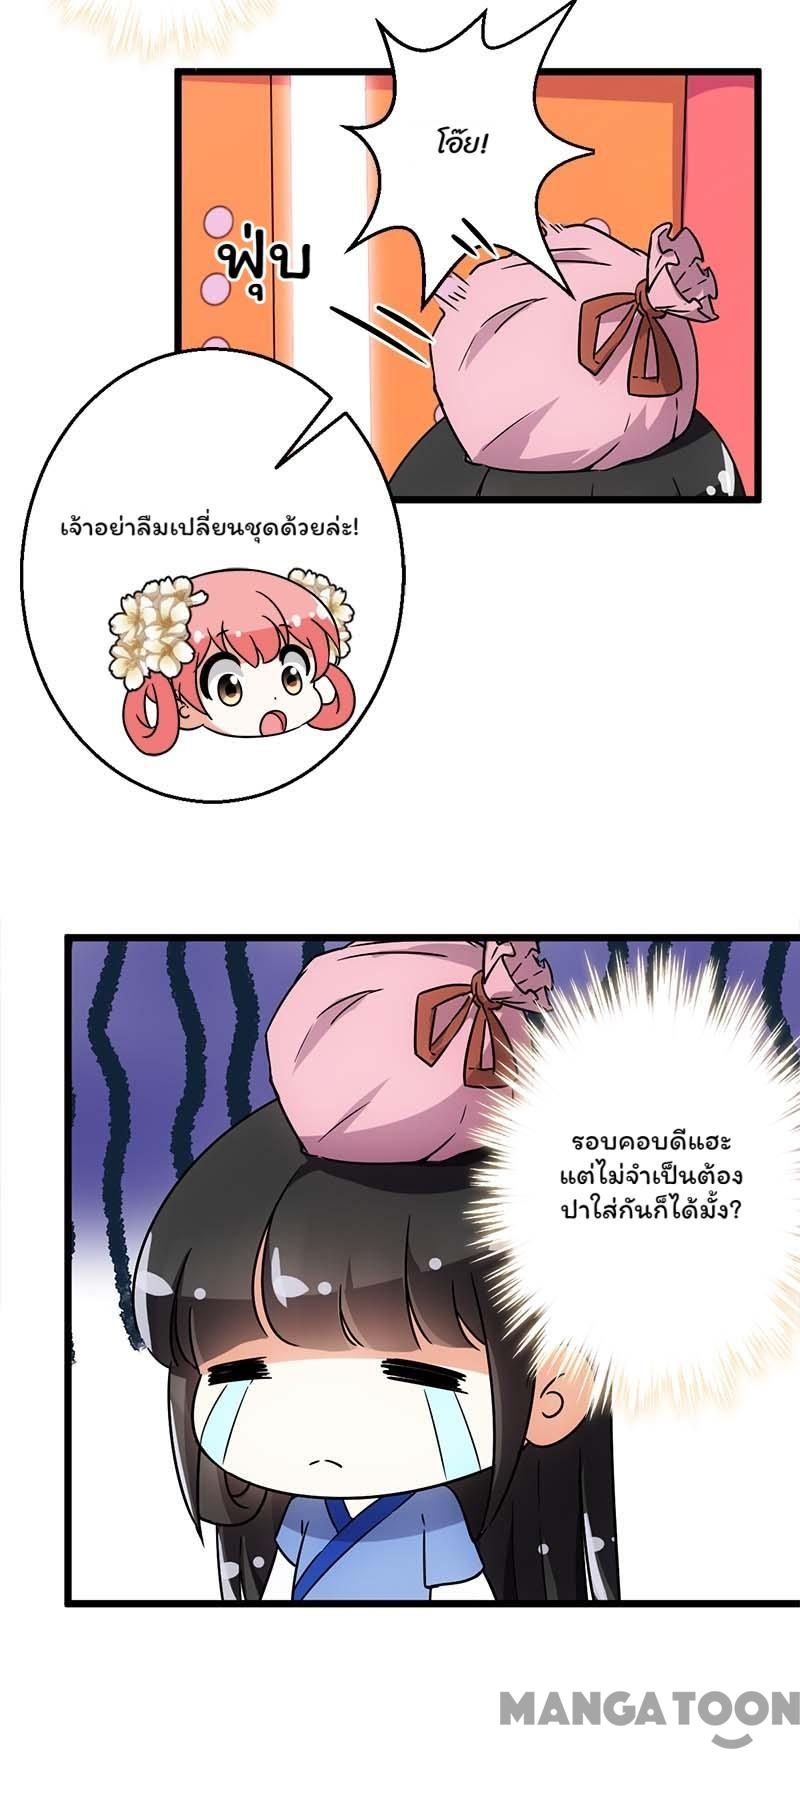 โอ๊ย!
ฟุ่บ
เจ้าอย่าลืมเปลี่ยนชุดด้วยล่ะ!
รอบคอบดีแฮะ
แต่ไม่จำเป็นต้อง
ปาใส่กันก็ได้มั้ง?
MANGATOON